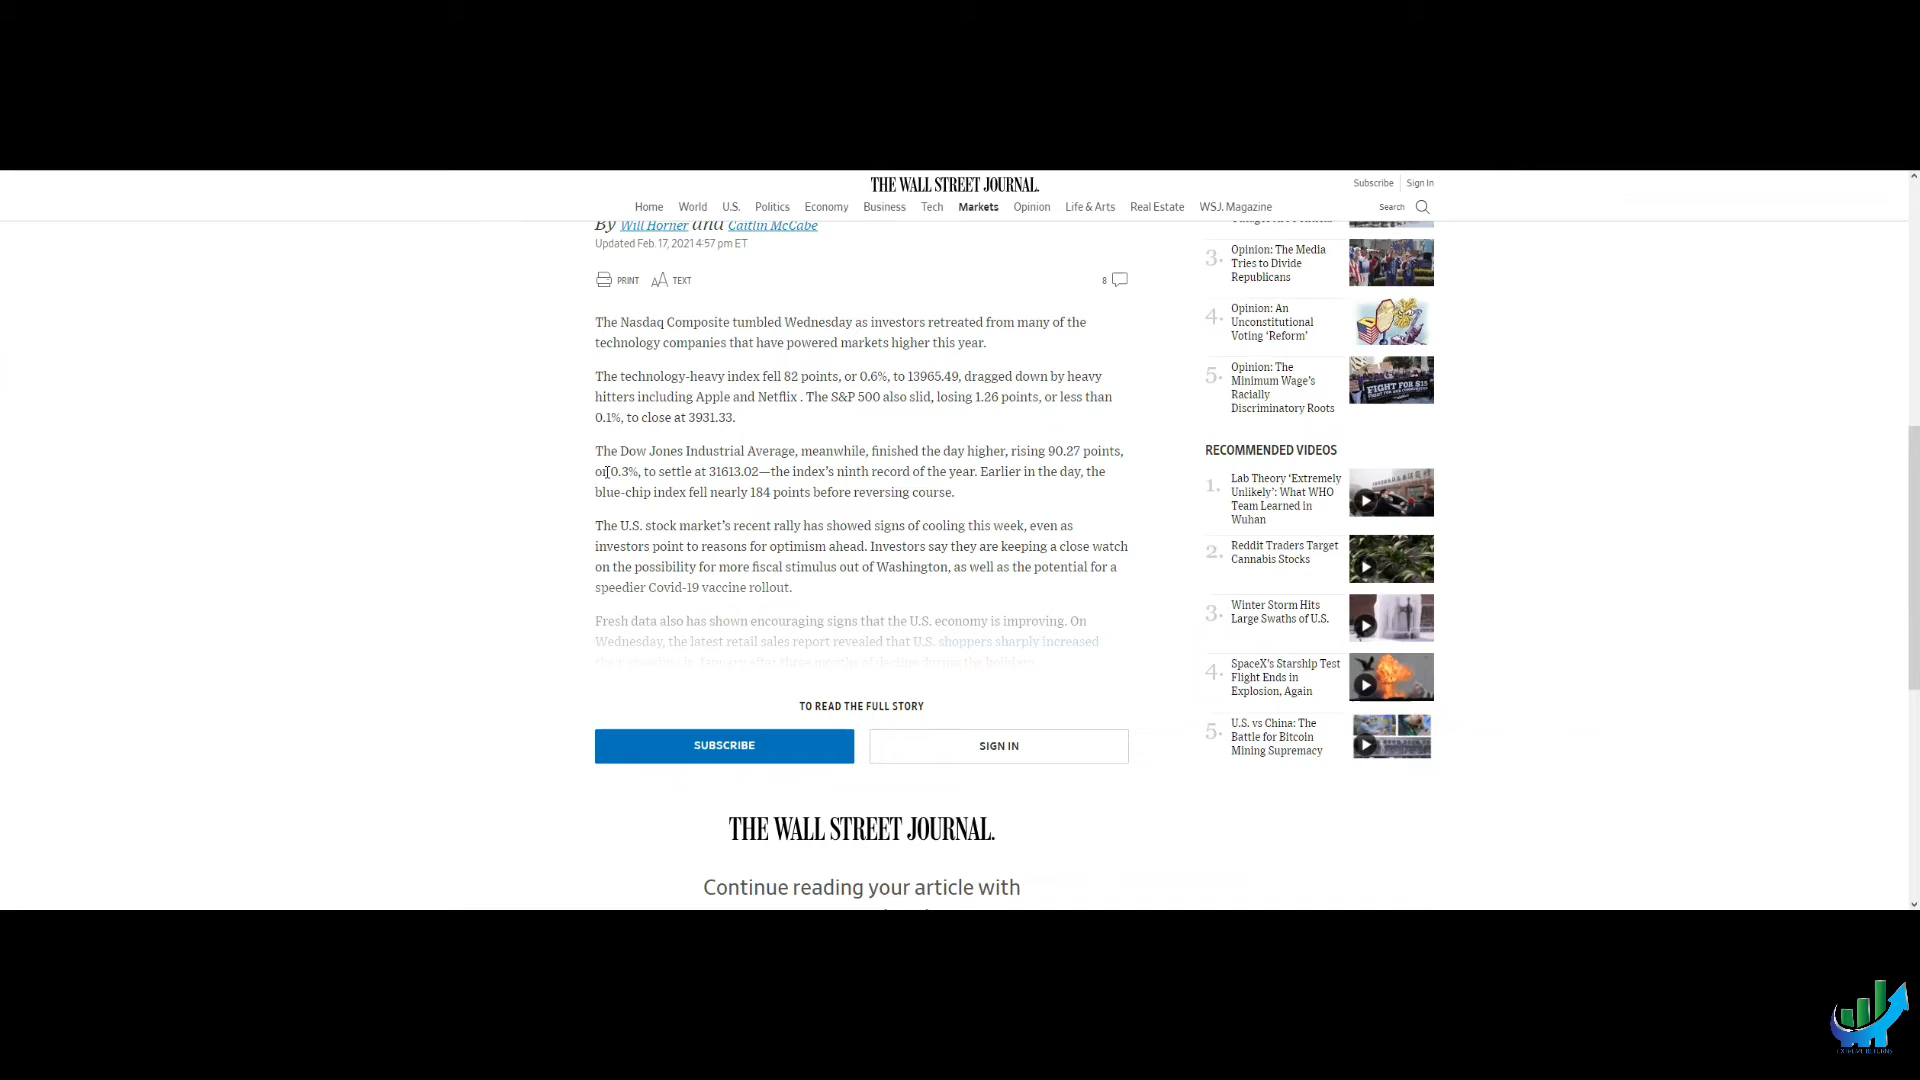 THE WALL STREET JOURNAL.
Subscribe
Sign In
Home World U.S. Politics Economy Business Tech Markets Opinion Life & Arts Real Estate WSJ. Magazine
Search
By Will Horner and Caitlin McCabe
Updated Feb. 17, 2021 4:57 pm ET
PRINT
TEXT
8
The Nasdaq Composite tumbled Wednesday as investors retreated from many of the
technology companies that have powered markets higher this year.
The technology-heavy index fell 82 points, or 0.6%, to 13965.49, dragged down by heavy
hitters including Apple and Netflix . The S&P 500 also slid, losing 1.26 points, or less than
0.1%, to close at 3931.33.
The Dow Jones Industrial Average, meanwhile, finished the day higher, rising 90.27 points,
or 0.3%, to settle at 31613.02—the index's ninth record of the year. Earlier in the day, the
blue-chip index fell nearly 184 points before reversing course.
The U.S. stock market's recent rally has showed signs of cooling this week, even as
investors point to reasons for optimism ahead. Investors say they are keeping a close watch
on the possibility for more fiscal stimulus out of Washington, as well as the potential for a
speedier Covid-19 vaccine rollout.
Fresh data also has shown encouraging signs that the U.S. economy is improving. On
Wednesday, the latest retail sales report revealed that U.S. shoppers sharply increased
January after three months of decline during the holidays
TO READ THE FULL STORY
SUBSCRIBE
SIGN IN
THE WALL STREET JOURNAL.
Continue reading your article with
3.
Opinion: The Media
Tries to Divide
Republicans
4.
Opinion: An
Unconstitutional
Voting 'Reform'
5.
Opinion: The
Minimum Wage's
Racially
Discriminatory Roots
FIGHT FOR $15
RECOMMENDED VIDEOS
1.
Lab Theory 'Extremely
Unlikely': What WHO
Team Learned in
Wuhan
2.
Reddit Traders Target
Cannabis Stocks
3.
Winter Storm Hits
Large Swaths of U.S.
4.
SpaceX's Starship Test
Flight Ends in
Explosion, Again
5.
U.S. vs China: The
Battle for Bitcoin
Mining Supremacy